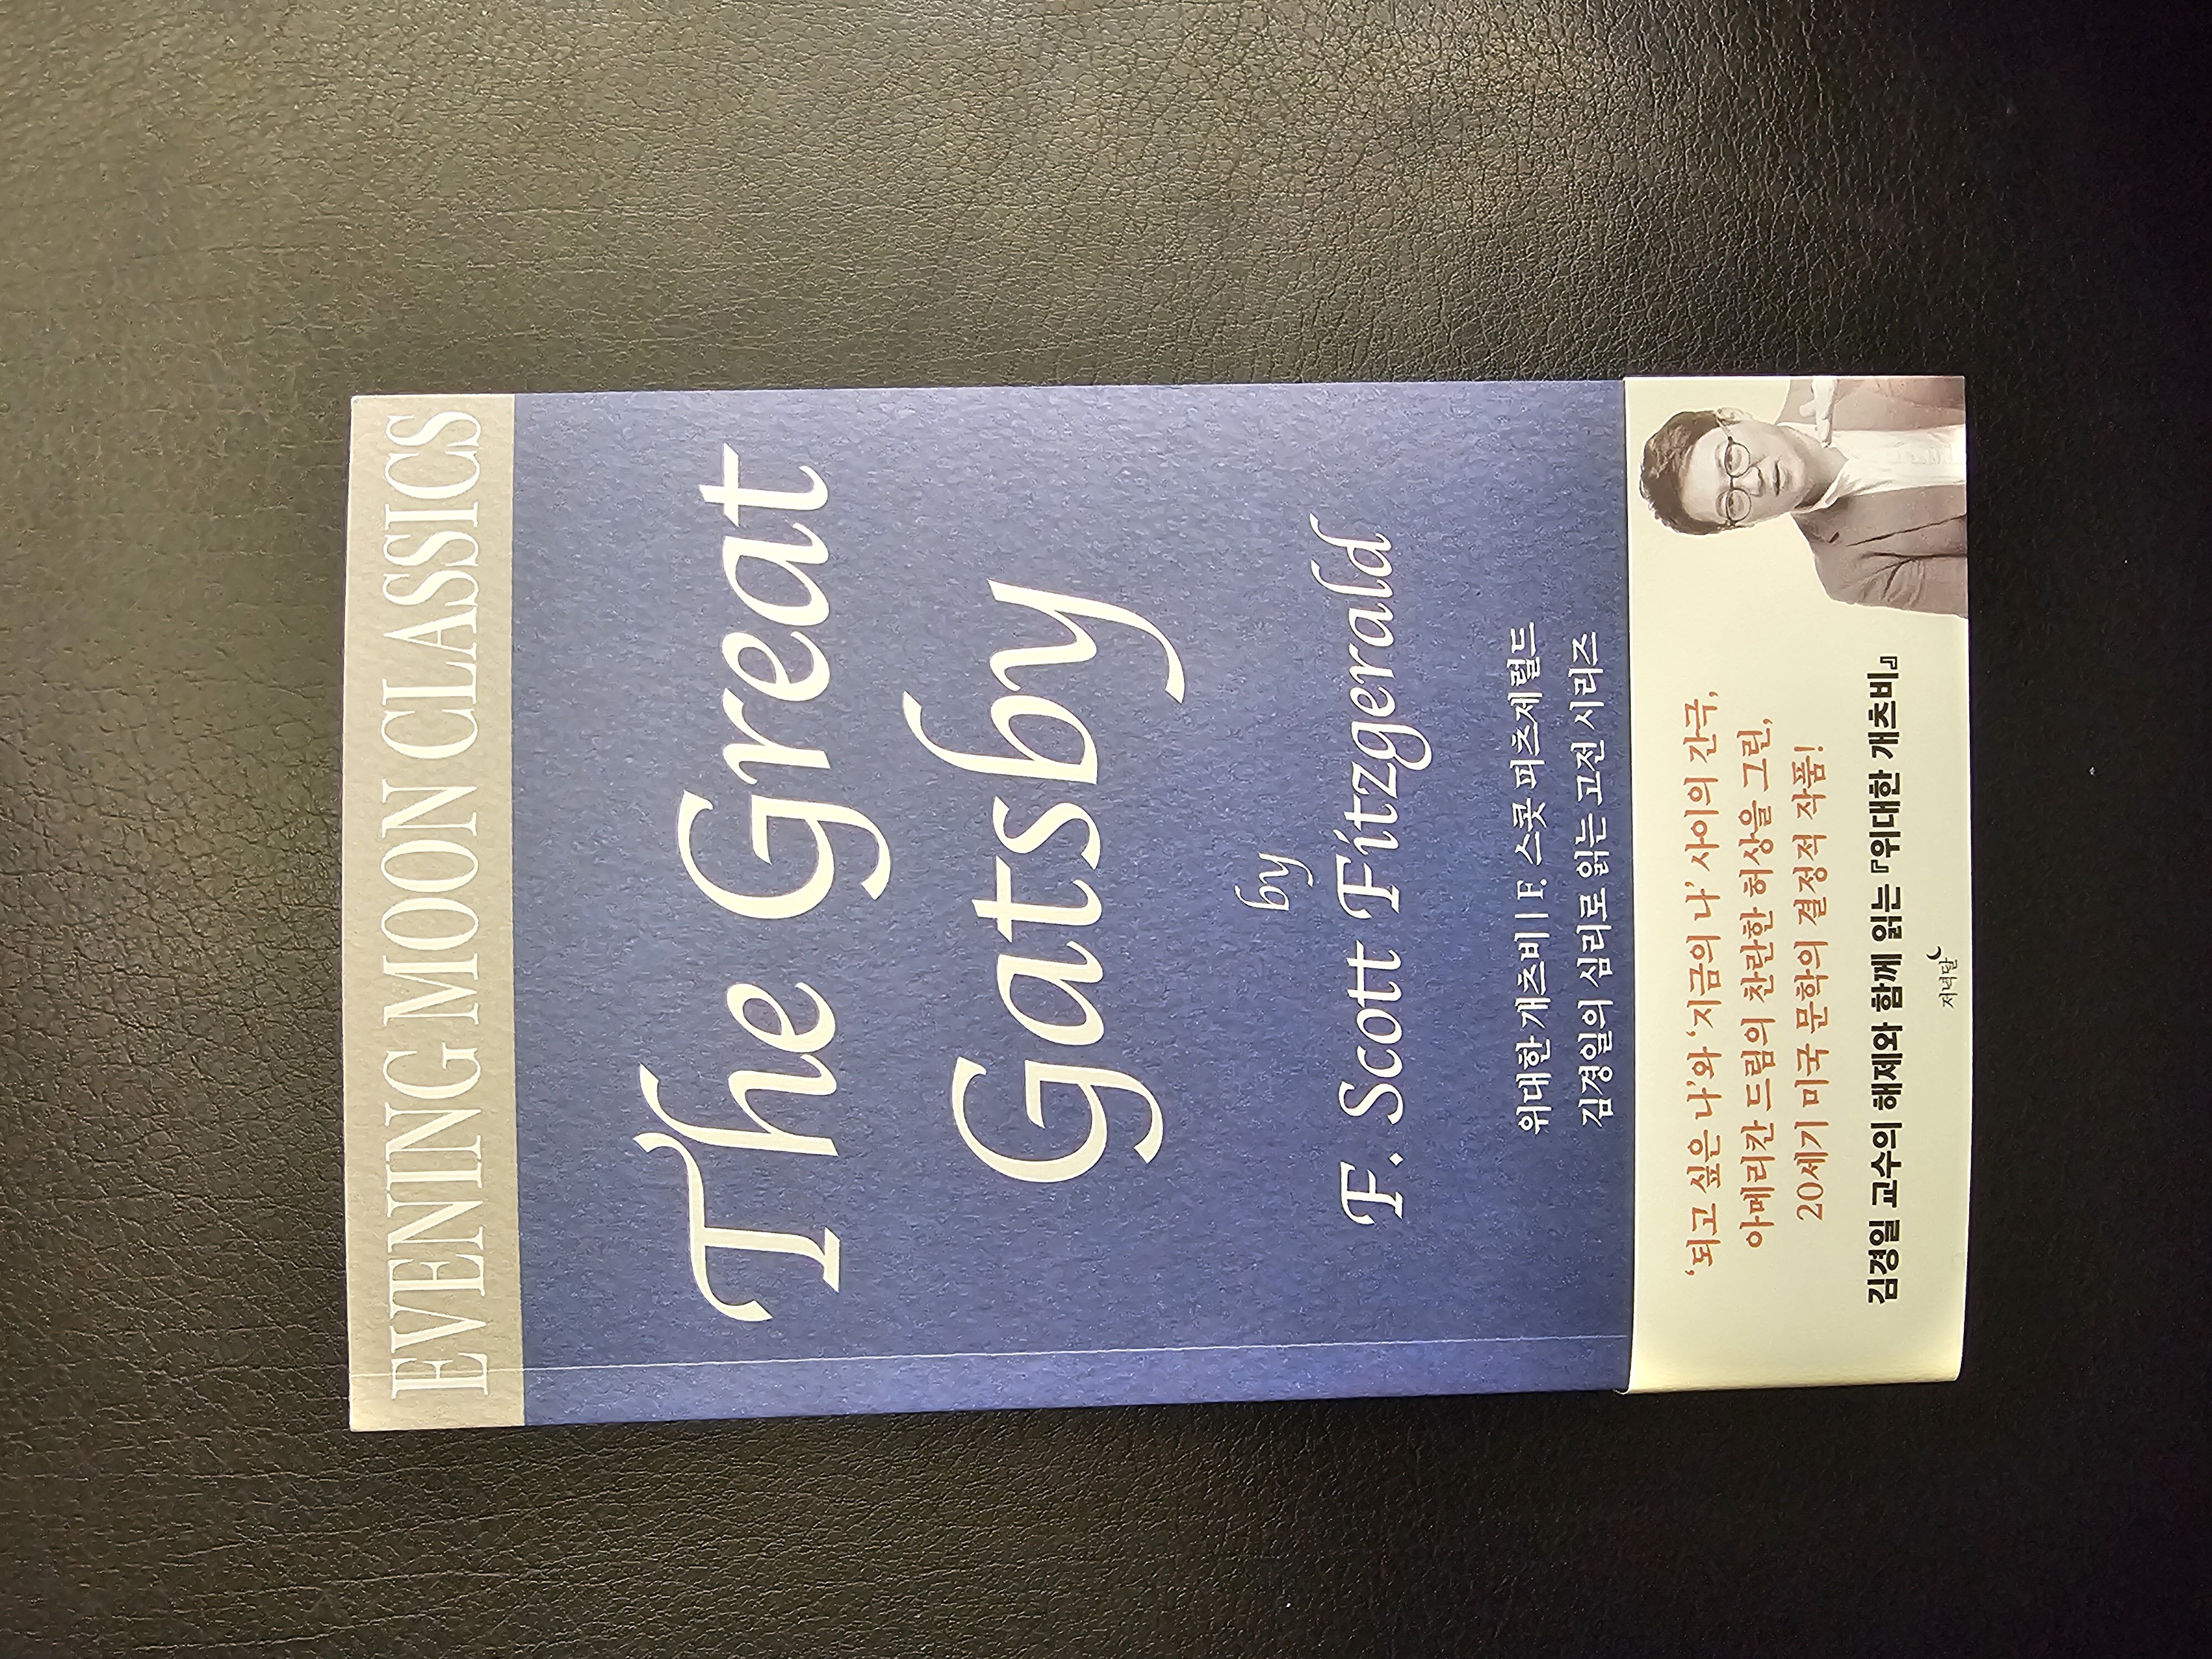 EVENING MOON CLASSICS
The Great
Gatsby
by
F. Scott Fitzgerald
위대한 개츠비 | F. 스콧 피츠제럴드
김경일의 심리로 읽는 고전 시리즈
‘되고 싶은 나’와 ‘지금의 나’ 사이의 간극,
아메리칸 드림의 찬란한 허상을 그린,
20세기 미국 문학의 결정적 작품!
김경일 교수의 해제와 함께 읽는 『위대한 개츠비』
저녁달